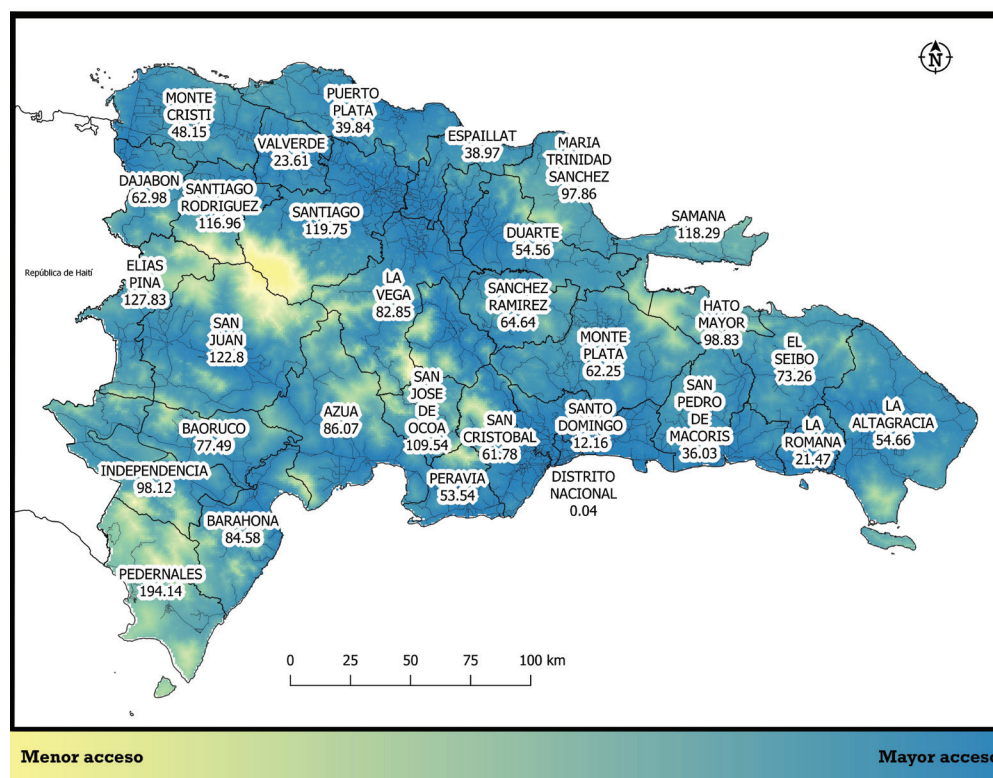 N
MONTE
CRISTI
48.15
PUERTO
PLATA
39.84
VALVERDE
23.61
ESPAILLAT
38.97
MARIA
TRINIDAD
SANCHEZ
97.86
DAJABON
62.98
SANTIAGO
RODRIGUEZ
116.96
SANTIAGO
119.75
DUARTE
54.56
SAMANA
118.29
República de Haití
ELIAS
PINA
127.83
LA
VEGA
82.85
SANCHEZ
RAMIREZ
64.64
HATO
MAYOR
98.83
SAN
JUAN
122.8
MONTE
PLATA
62.25
EL
SEIBO
73.26
SAN
JOSE
DE
OCOA
109.54
AZUA
86.07
BAORUCO
77.49
SAN
CRISTOBAL
61.78
SANTO
DOMINGO
12.16
SAN
PEDRO
DE
MACORIS
36.03
LA
ROMANA
21.47
LA
ALTAGRACIA
54.66
INDEPENDENCIA
98.12
PERAVIA
53.54
DISTRITO
NACIONAL
0.04
BARAHONA
84.58
PEDERNALES
194.14
0 25 50 75 100 km
Menor acceso Mayor acceso